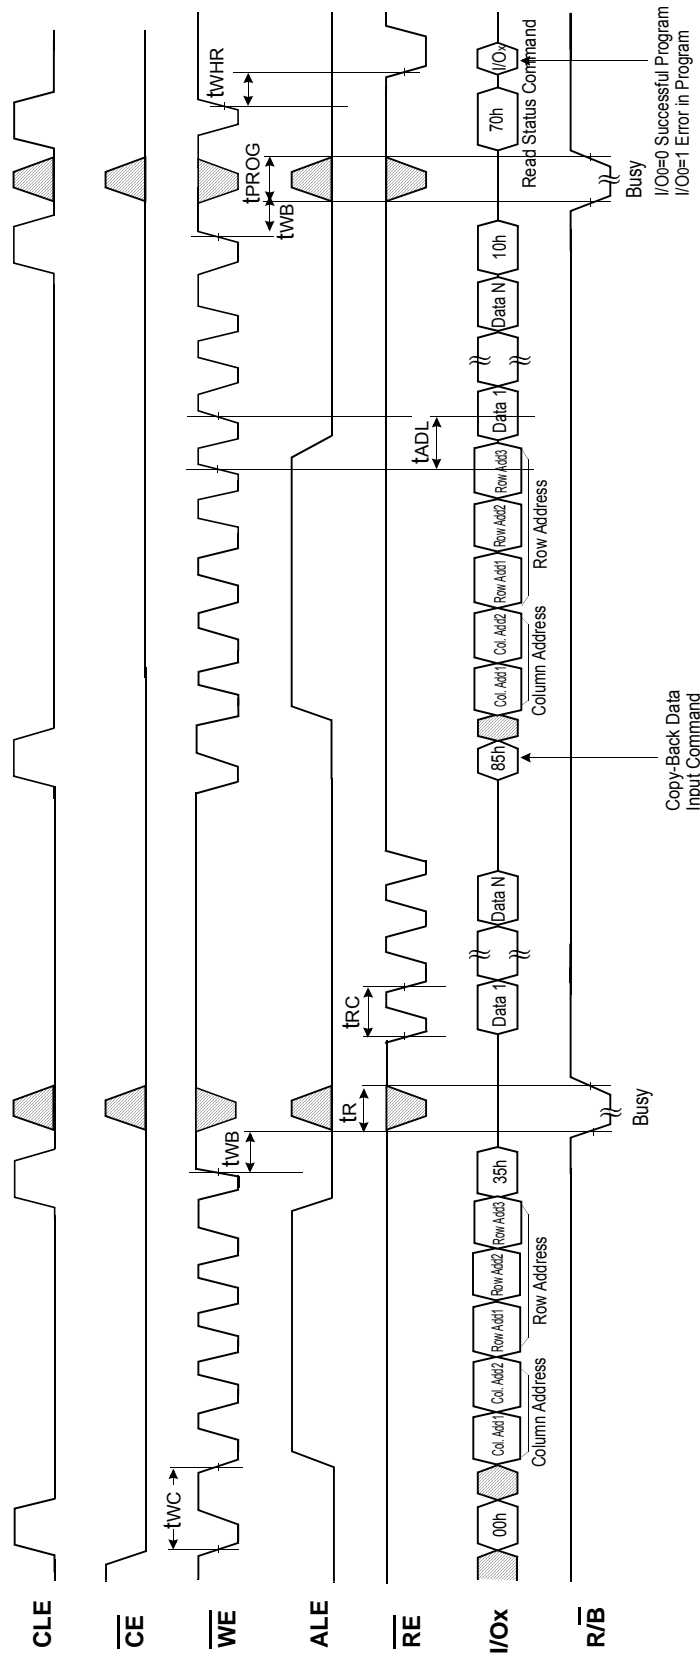 CLE
CE
WE
ALE
RE
I/Ox
R/B
tWC
tWB
tWB
tPROG
tWHR
tR
tRC
tADL
00h
Col. Add1
Col. Add2
Row Add1
Row Add2
Row Add3
35h
Data 1
Data N
85h
Col. Add1
Col. Add2
Row Add1
Row Add2
Row Add3
Data 1
Data N
10h
70h
I/Ox
Column Address
Row Address
Column Address
Row Address
Read Status Command
Busy
Busy
Copy-Back Data
Input Command
I/O0=0 Successful Program
I/O0=1 Error in Program